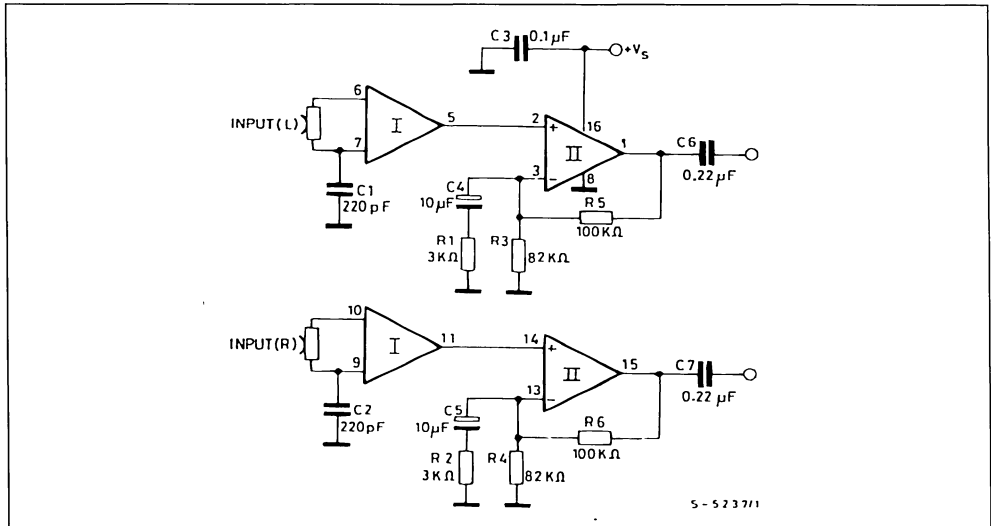 C3
0.1µF
+Vs
6
INPUT(L)
I
5
2
+
16
7
II
1
C6
3
-
8
0.22µF
C1
220pF
C4
10µF
R5
100KΩ
R1
3KΩ
R3
82KΩ
10
INPUT(R)
I
11
14
+
9
II
15
C7
13
-
0.22µF
C2
220pF
C5
10µF
R6
100KΩ
R2
3KΩ
R4
82KΩ
S-5237/1